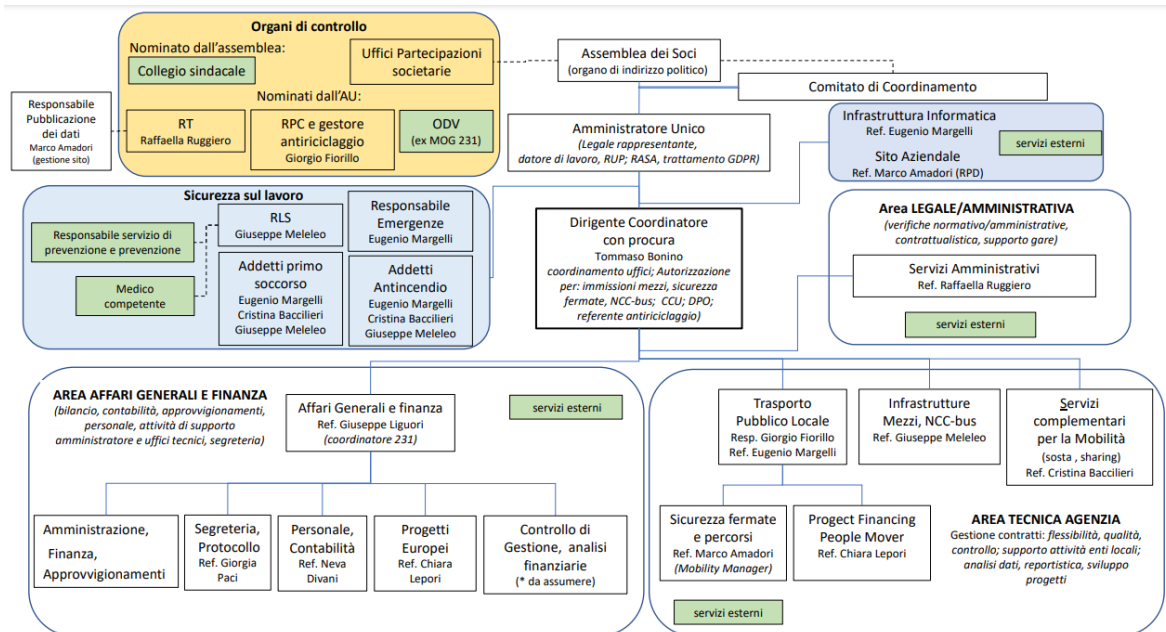 Organi di controllo
Nominato dall'assemblea:
Collegio sindacale
Uffici Partecipazioni
societarie
Nominati dall'AU:
RT
Raffaella Ruggiero
RPC e gestore
antiriciclaggio
Giorgio Fiorillo
ODV
(ex MOG 231)
Responsabile
Pubblicazione
dei dati
Marco Amadori
(gestione sito)
Assemblea dei Soci
(organo di indirizzo politico)
Comitato di Coordinamento
Amministratore Unico
(Legale rappresentante,
datore di lavoro, RUP; RASA, trattamento GDPR)
Infrastruttura Informatica
Ref. Eugenio Margelli
Sito Aziendale
Ref. Marco Amadori (RPD)
servizi esterni
Sicurezza sul lavoro
Responsabile servizio di
prevenzione e prevenzione
Medico
competente
RLS
Giuseppe Meleleo
Responsabile
Emergenze
Eugenio Margelli
Addetti primo
soccorso
Eugenio Margelli
Cristina Baccilieri
Giuseppe Meleleo
Addetti
Antincendio
Eugenio Margelli
Cristina Baccilieri
Giuseppe Meleleo
Dirigente Coordinatore
con procura
Tommaso Bonino
coordinamento uffici; Autorizzazione
per: immissioni mezzi, sicurezza
fermate, NCC-bus; CCU; DPO;
referente antiriciclaggio)
Area LEGALE/AMMINISTRATIVA
(verifiche normativo/amministrative,
contrattualistica, supporto gare)
Servizi Amministrativi
Ref. Raffaella Ruggiero
servizi esterni
AREA AFFARI GENERALI E FINANZA
(bilancio, contabilità, approvvigionamenti,
personale, attività di supporto
amministratore e uffici tecnici, segreteria)
Affari Generali e finanza
Ref. Giuseppe Liguori
(coordinatore 231)
servizi esterni
Amministrazione,
Finanza,
Approvvigionamenti
Segreteria,
Protocollo
Ref. Giorgia
Paci
Personale,
Contabilità
Ref. Neva
Divani
Progetti
Europei
Ref. Chiara
Lepori
Controllo di
Gestione, analisi
finanziarie
(* da assumere)
Trasporto
Pubblico Locale
Resp. Giorgio Fiorillo
Ref. Eugenio Margelli
Infrastrutture
Mezzi, NCC-bus
Ref. Giuseppe Meleleo
Servizi
complementari
per la Mobilità
(sosta , sharing)
Ref. Cristina Baccilieri
Sicurezza fermate
e percorsi
Ref. Marco Amadori
(Mobility Manager)
Progect Financing
People Mover
Ref. Chiara Lepori
AREA TECNICA AGENZIA
Gestione contratti: flessibilità, qualità,
controllo; supporto attività enti locali;
analisi dati, reportistica, sviluppo
progetti
servizi esterni